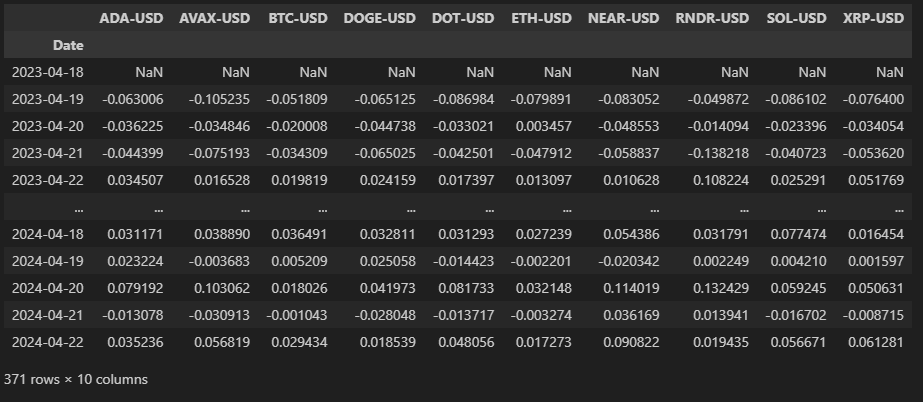 ADA-USD AVAX-USD BTC-USD DOGE-USD DOT-USD ETH-USD NEAR-USD RNDR-USD SOL-USD XRP-USD
Date
2023-04-18 NaN NaN NaN NaN NaN NaN NaN NaN NaN NaN
2023-04-19 -0.063006 -0.105235 -0.051809 -0.065125 -0.086984 -0.079891 -0.083052 -0.049872 -0.086102 -0.076400
2023-04-20 -0.036225 -0.034846 -0.020008 -0.044738 -0.033021 0.003457 -0.048553 -0.014094 -0.023396 -0.034054
2023-04-21 -0.044399 -0.075193 -0.034309 -0.065025 -0.042501 -0.047912 -0.058837 -0.138218 -0.040723 -0.053620
2023-04-22 0.034507 0.016528 0.019819 0.024159 0.017397 0.013097 0.010628 0.108224 0.025291 0.051769
... ... ... ... ... ... ... ... ... ... ...
2024-04-18 0.031171 0.038890 0.036491 0.032811 0.031293 0.027239 0.054386 0.031791 0.077474 0.016454
2024-04-19 0.023224 -0.003683 0.005209 0.025058 -0.014423 -0.002201 -0.020342 0.002249 0.004210 0.001597
2024-04-20 0.079192 0.103062 0.018026 0.041973 0.081733 0.032148 0.114019 0.132429 0.059245 0.050631
2024-04-21 -0.013078 -0.030913 -0.001043 -0.028048 -0.013717 -0.003274 0.036169 0.013941 -0.016702 -0.008715
2024-04-22 0.035236 0.056819 0.029434 0.018539 0.048056 0.017273 0.090822 0.019435 0.056671 0.061281
371 rows × 10 columns